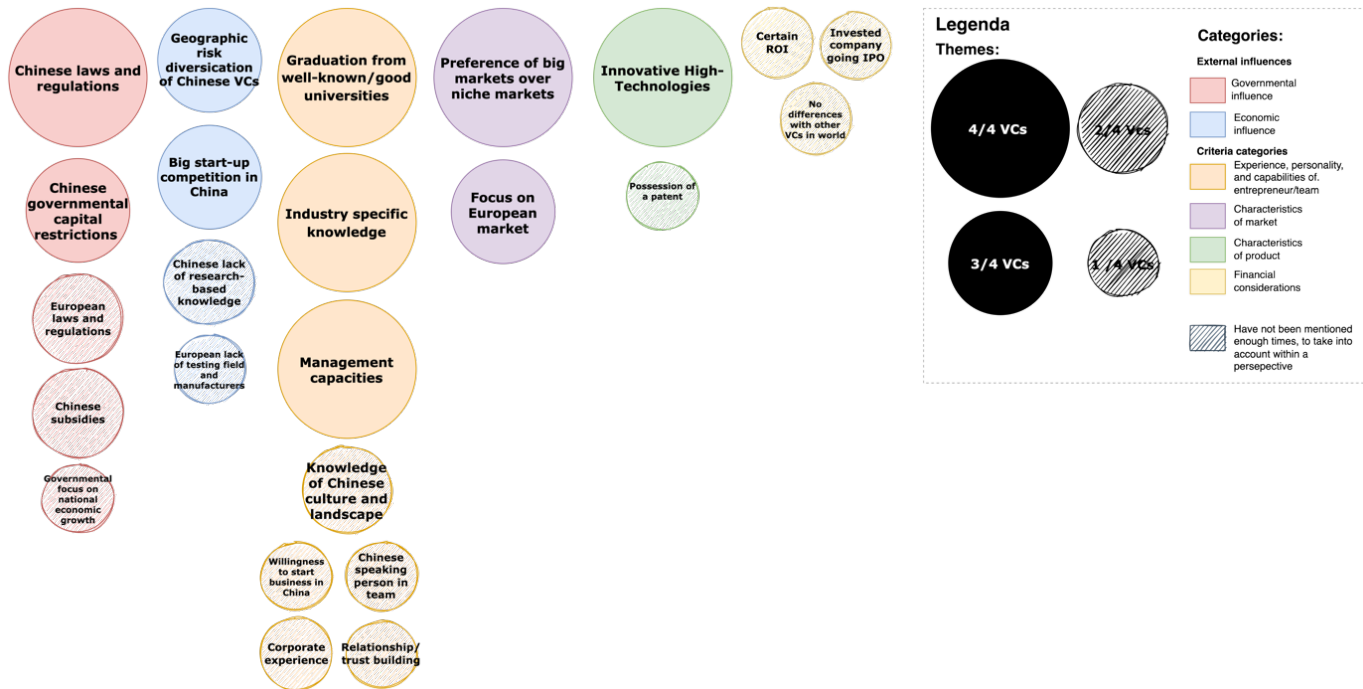 Chinese laws and
regulations
Chinese
governmental
capital
restrictions
European
laws and
regulations
Chinese
subsidies
Governmental
focus on
national
economic
growth
Geographic
risk
diversication
of Chinese VCs
Big start-up
competition in
China
Chinese lack
of research-
based
knowledge
European lack
of testing field
and
manufacturers
Graduation from
well-known/good
universities
Industry specific
knowledge
Management
capacities
Knowledge
of Chinese
culture and
landscape
Willingness
to start
business in
China
Chinese
speaking
person in
team
Corporate
experience
Relationship/
trust building
Preference of big
markets over
niche markets
Focus on
European
market
Innovative High-
Technologies
Possession of
a patent
Certain
ROI
Invested
company
going IPO
No
differences
with other
VCs in world
Legenda
Themes:
4/4 VCs
2/4 VCs
3/4 VCs
1 /4 VCs
Categories:
External influences
Governmental
influence
Economic
influence
Criteria categories
Experience, personality,
and capabilities of.
entrepreneur/team
Characteristics
of market
Characteristics
of product
Financial
considerations
Have not been mentioned
enough times, to take into
account within a
persepective